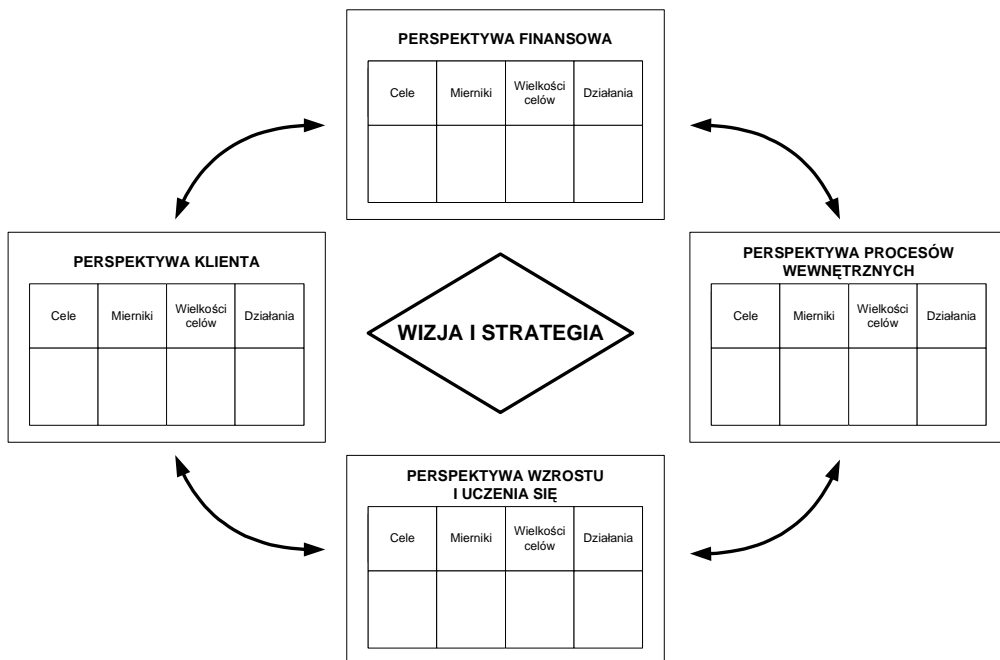 PERSPEKTYWA FINANSOWA
Cele Mierniki Wielkości celów Działania
PERSPEKTYWA KLIENTA
Cele Mierniki Wielkości celów Działania
WIZJA I STRATEGIA
PERSPEKTYWA PROCESÓW
WEWNĘTRZNYCH
Cele Mierniki Wielkości celów Działania
PERSPEKTYWA WZROSTU
I UCZENIA SIĘ
Cele Mierniki Wielkości celów Działania